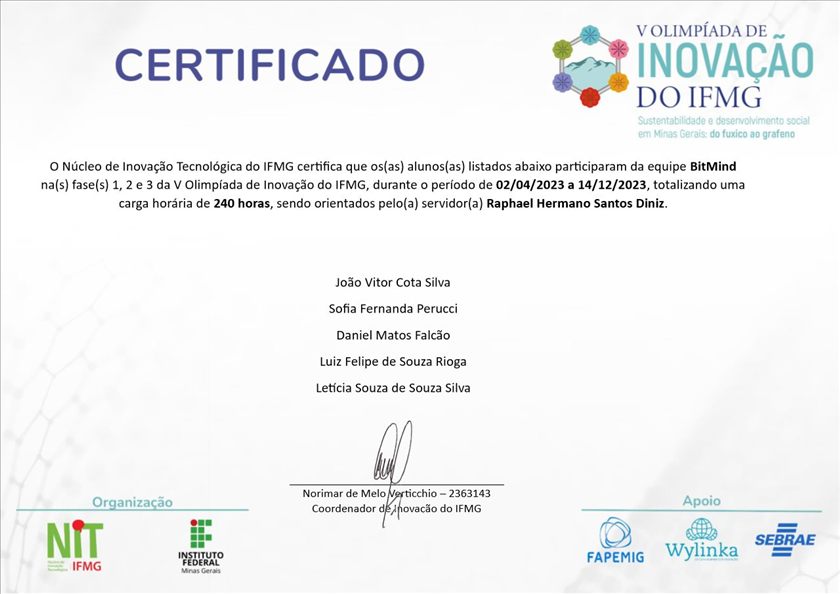 CERTIFICADO
V OLIMPÍADA DE
INOVAÇÃO
DO IFMG
Sustentabilidade e desenvolvimento social
em Minas Gerais: do fuxico ao grafeno
O Núcleo de Inovação Tecnológica do IFMG certifica que os(as) alunos(as) listados abaixo participaram da equipe BitMind
na(s) fase(s) 1, 2 e 3 da V Olimpíada de Inovação do IFMG, durante o período de 02/04/2023 a 14/12/2023, totalizando uma
carga horária de 240 horas, sendo orientados pelo(a) servidor(a) Raphael Hermano Santos Diniz.
João Vitor Cota Silva
Sofia Fernanda Perucci
Daniel Matos Falcão
Luiz Felipe de Souza Rioga
Letícia Souza de Souza Silva
Norimar de Melo Verticchio – 2363143
Coordenador de Inovação do IFMG
Organização
NIT
Núcleo de
Inovação
Tecnológica
IFMG
INSTITUTO
FEDERAL
Minas Gerais
Apoio
FAPEMIG
Wylinka
SEBRAE